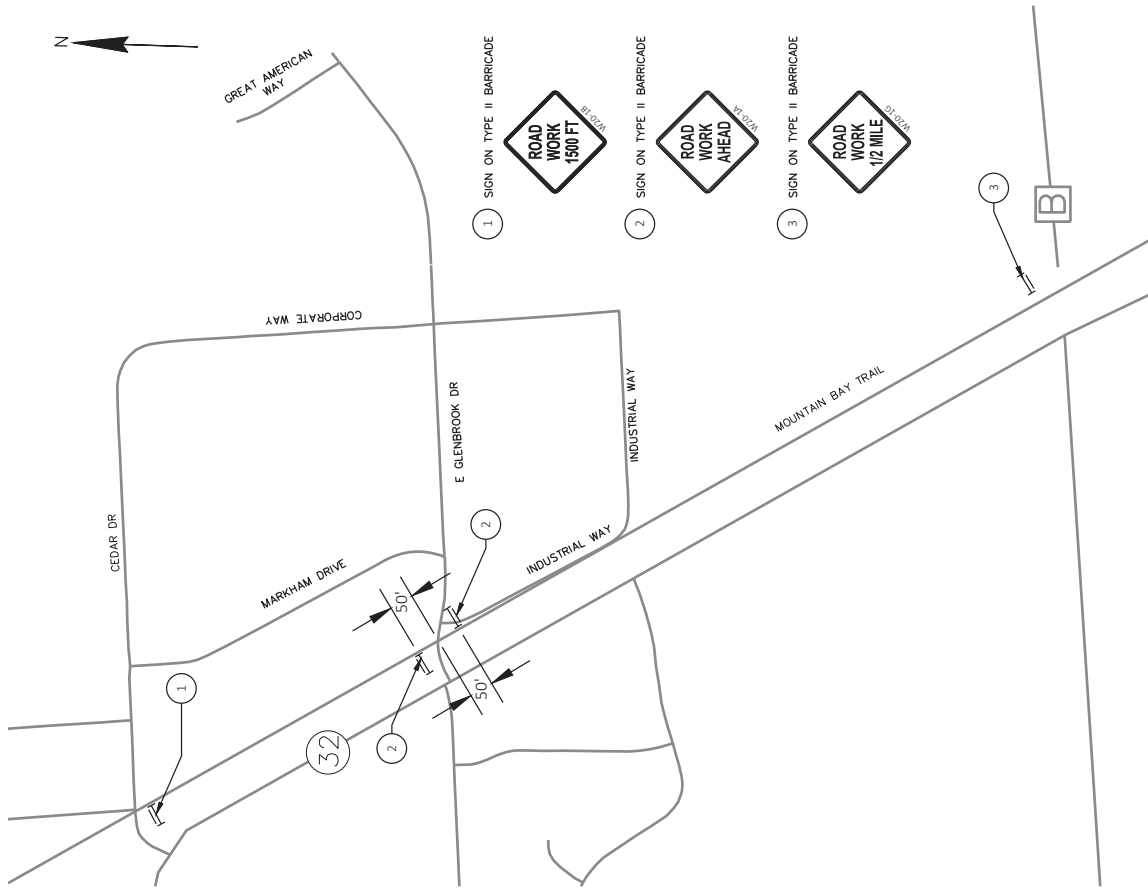 N
GREAT AMERICAN
WAY
1
SIGN ON TYPE II BARRICADE
ROAD
WORK
1500 FT
W20-1B
2
SIGN ON TYPE II BARRICADE
ROAD
WORK
AHEAD
W20-1A
3
SIGN ON TYPE II BARRICADE
ROAD
WORK
1/2 MILE
W20-1G
CORPORATE WAY
CEDAR DR
E GLENBROOK DR
INDUSTRIAL WAY
MARKHAM DRIVE
INDUSTRIAL WAY
50'
50'
2
2
1
32
MOUNTAIN BAY TRAIL
3
B